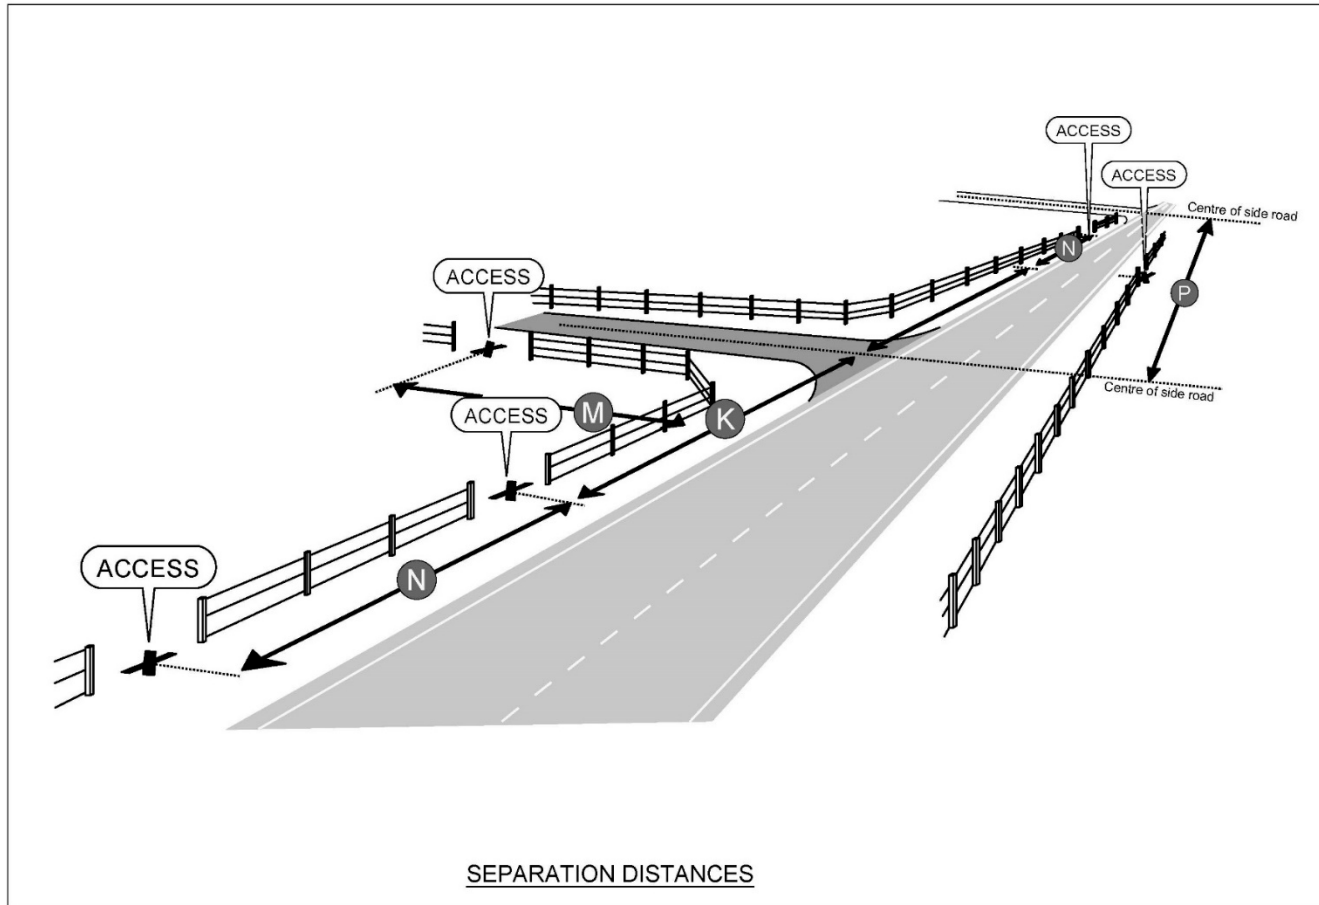 ACCESS
ACCESS
Centre of side road
N
ACCESS
P
Centre of side road
M
K
ACCESS
N
ACCESS
SEPARATION DISTANCES